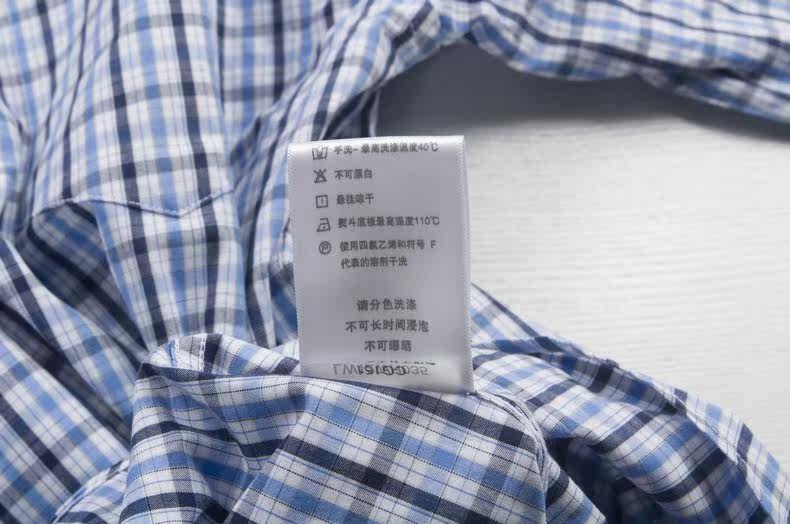 手洗，最高洗涤温度40℃
不可漂白
悬挂晾干
熨斗底板最高温度110℃
Ⓟ 使用四氯乙烯和符号 F
代表的溶剂干洗
请分色洗涤
不可长时间浸泡
不可曝晒